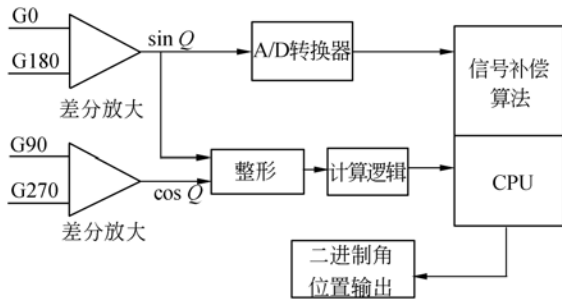 G0
G180
差分放大
sin Q
A/D转换器
信号补偿
算法
G90
G270
差分放大
cos Q
整形
计算逻辑
CPU
二进制角
位置输出